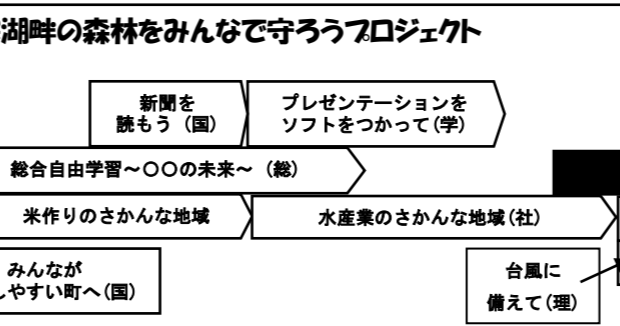 湖畔の森林をみんなで守ろうプロジェクト
新聞を
読もう（国）
プレゼンテーションを
ソフトをつかって(学)
総合自由学習～〇〇の未来～（総）
米作りのさかんな地域
水産業のさかんな地域(社)
みんなが
しやすい町へ(国)
台風に
備えて(理)